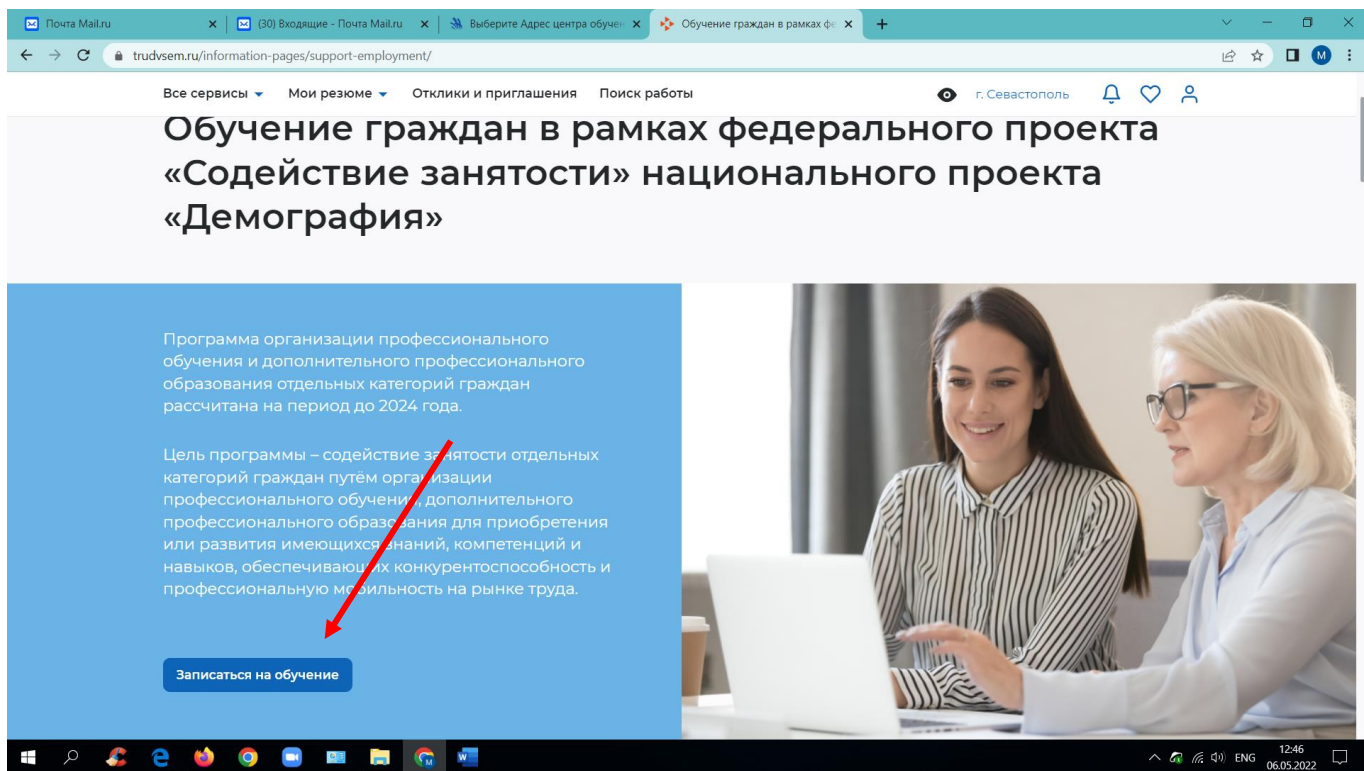 Почта Mail.ru
(30) Входящие - Почта Mail.ru
Выберите Адрес центра обучен
Обучение граждан в рамках фе
trudvsem.ru/information-pages/support-employment/
M
Все сервисы
Мои резюме
Отклики и приглашения
Поиск работы
г. Севастополь
Обучение граждан в рамках федерального проекта
«Содействие занятости» национального проекта
«Демография»
Программа организации профессионального
обучения и дополнительного профессионального
образования отдельных категорий граждан
рассчитана на период до 2024 года.
Цель программы – содействие занятости отдельных
категорий граждан путём организации
профессионального обучения, дополнительного
профессионального образования для приобретения
или развития имеющихся знаний, компетенций и
навыков, обеспечивающих конкурентоспособность и
профессиональную мобильность на рынке труда.
Записаться на обучение
ENG
12:46
06.05.2022